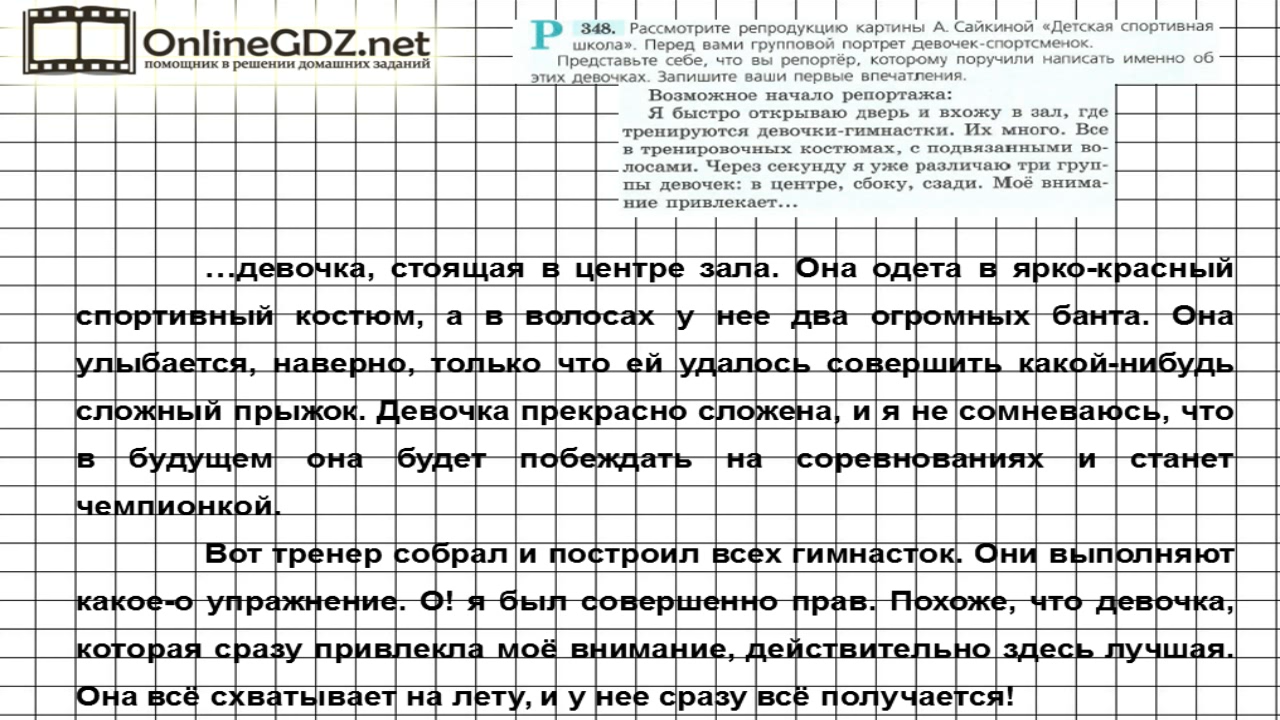 OnlineGDZ.net
помощник в решении домашних заданий
Р 348. Рассмотрите репродукцию картины А. Сайкиной «Детская спортивная
школа». Перед вами групповой портрет девочек-спортсменок.
Представьте себе, что вы репортёр, которому поручили написать именно об
этих девочках. Запишите ваши первые впечатления.
Возможное начало репортажа:
Я быстро открываю дверь и вхожу в зал, где
тренируются девочки-гимнастки. Их много. Все
в тренировочных костюмах, с подвязанными во-
лосами. Через секунду я уже различаю три груп-
пы девочек: в центре, сбоку, сзади. Моё внима-
ние привлекает...
...девочка, стоящая в центре зала. Она одета в ярко-красный
спортивный костюм, а в волосах у нее два огромных банта. Она
улыбается, наверно, только что ей удалось совершить какой-нибудь
сложный прыжок. Девочка прекрасно сложена, и я не сомневаюсь, что
в будущем она будет побеждать на соревнованиях и станет
чемпионкой.
Вот тренер собрал и построил всех гимнасток. Они выполняют
какое-о упражнение. О! я был совершенно прав. Похоже, что девочка,
которая сразу привлекла моё внимание, действительно здесь лучшая.
Она всё схватывает на лету, и у нее сразу всё получается!